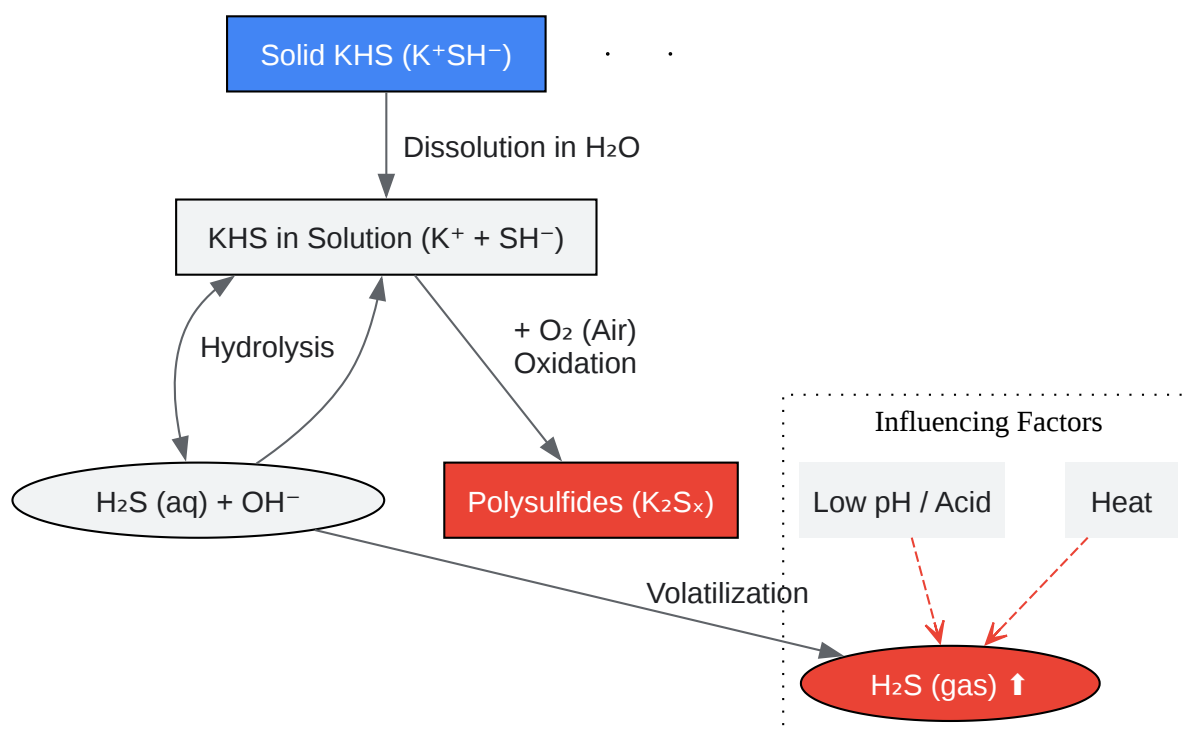 Solid KHS (K⁺SH⁻)
Dissolution in H₂O
KHS in Solution (K⁺ + SH⁻)
Hydrolysis
+ O₂ (Air)
Oxidation
Influencing Factors
H₂S (aq) + OH⁻
Polysulfides (K₂Sₓ)
Low pH / Acid
Heat
Volatilization
H₂S (gas) ⬆